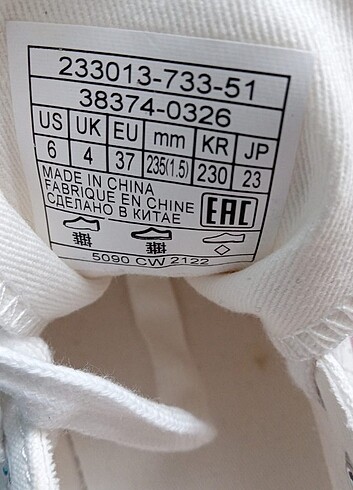 233013-733-51
38374-0326
US UK EU mm KR JP
6 4 37 235(1.5) 230 23
MADE IN CHINA
FABRIQUE EN CHINE
СДЕЛАНО В КИТАЕ
EAC
5090 CW 2122